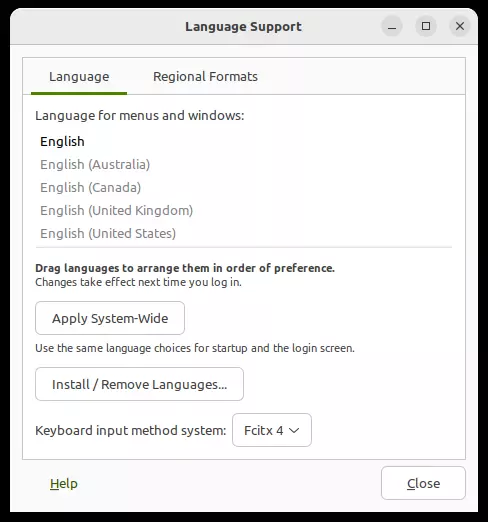 Language Support
Language
Regional Formats
Language for menus and windows:
English
English (Australia)
English (Canada)
English (United Kingdom)
English (United States)
Drag languages to arrange them in order of preference.
Changes take effect next time you log in.
Apply System-Wide
Use the same language choices for startup and the login screen.
Install / Remove Languages...
Keyboard input method system: Fcitx 4
Help
Close